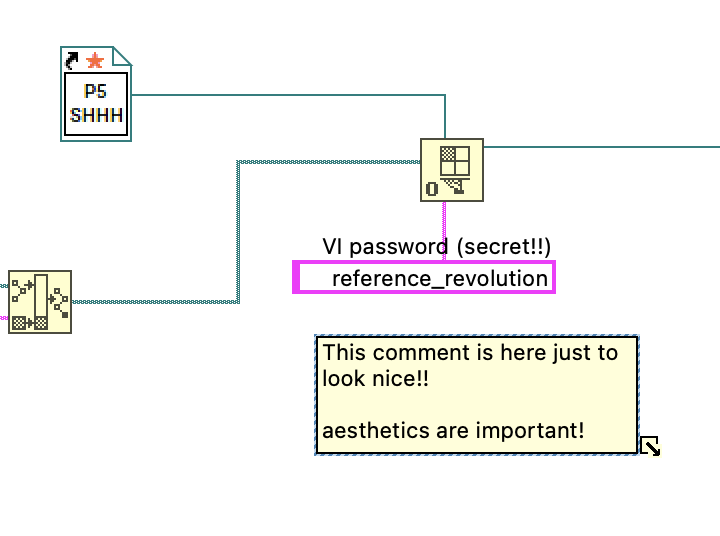 P5
SHHH
0
VI password (secret!!)
reference_revolution
This comment is here just to
look nice!!
aesthetics are important!